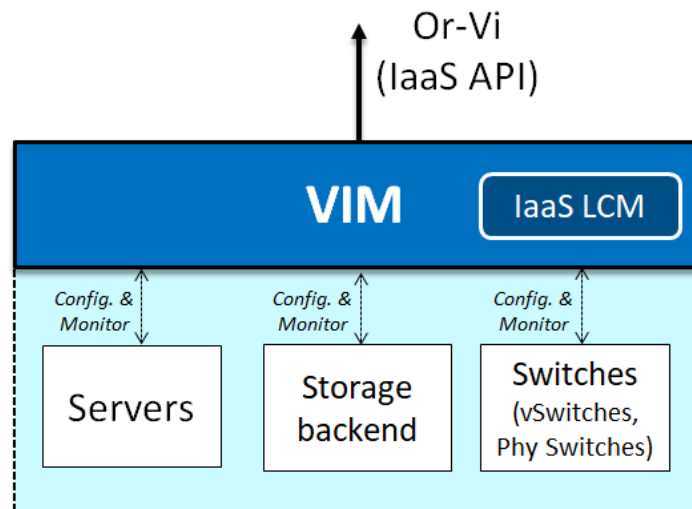 Or-Vi
(IaaS API)
VIM
IaaS LCM
Config. &
Monitor
Config. &
Monitor
Config. &
Monitor
Servers
Storage
backend
Switches
(vSwitches,
Phy Switches)